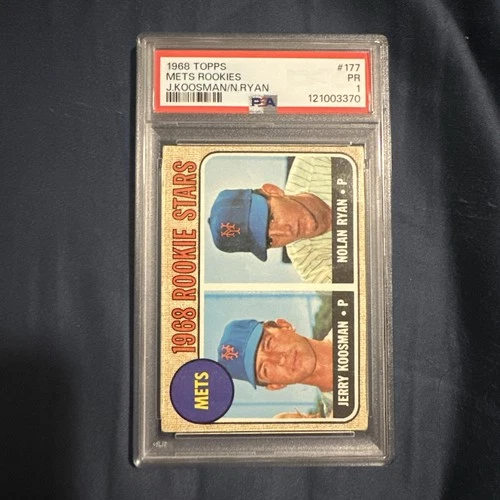 1968 TOPPS #177
METS ROOKIES PR
J.KOOSMAN/N.RYAN 1
PSA 121003370
1968 ROOKIE STARS
METS
JERRY KOOSMAN • P
NOLAN RYAN • P